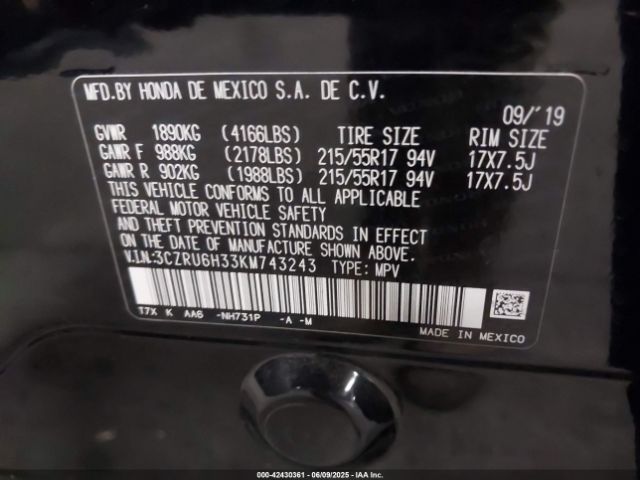 MFD.BY HONDA DE MEXICO S.A. DE C.V.
09/'19
GVWR 1890KG (4166LBS) TIRE SIZE RIM SIZE
GAWR F 988KG (2178LBS) 215/55R17 94V 17X7.5J
GAWR R 902KG (1988LBS) 215/55R17 94V 17X7.5J
THIS VEHICLE CONFORMS TO ALL APPLICABLE
FEDERAL MOTOR VEHICLE SAFETY
AND THEFT PREVENTION STANDARDS IN EFFECT
ON THE DATE OF MANUFACTURE SHOWN ABOVE.
V.I.N:3CZRU6H33KM743243 TYPE: MPV
T7X K AA6 -NH731P -A -M
MADE IN MEXICO
000-42430361 - 06/09/2025 - IAA Inc.